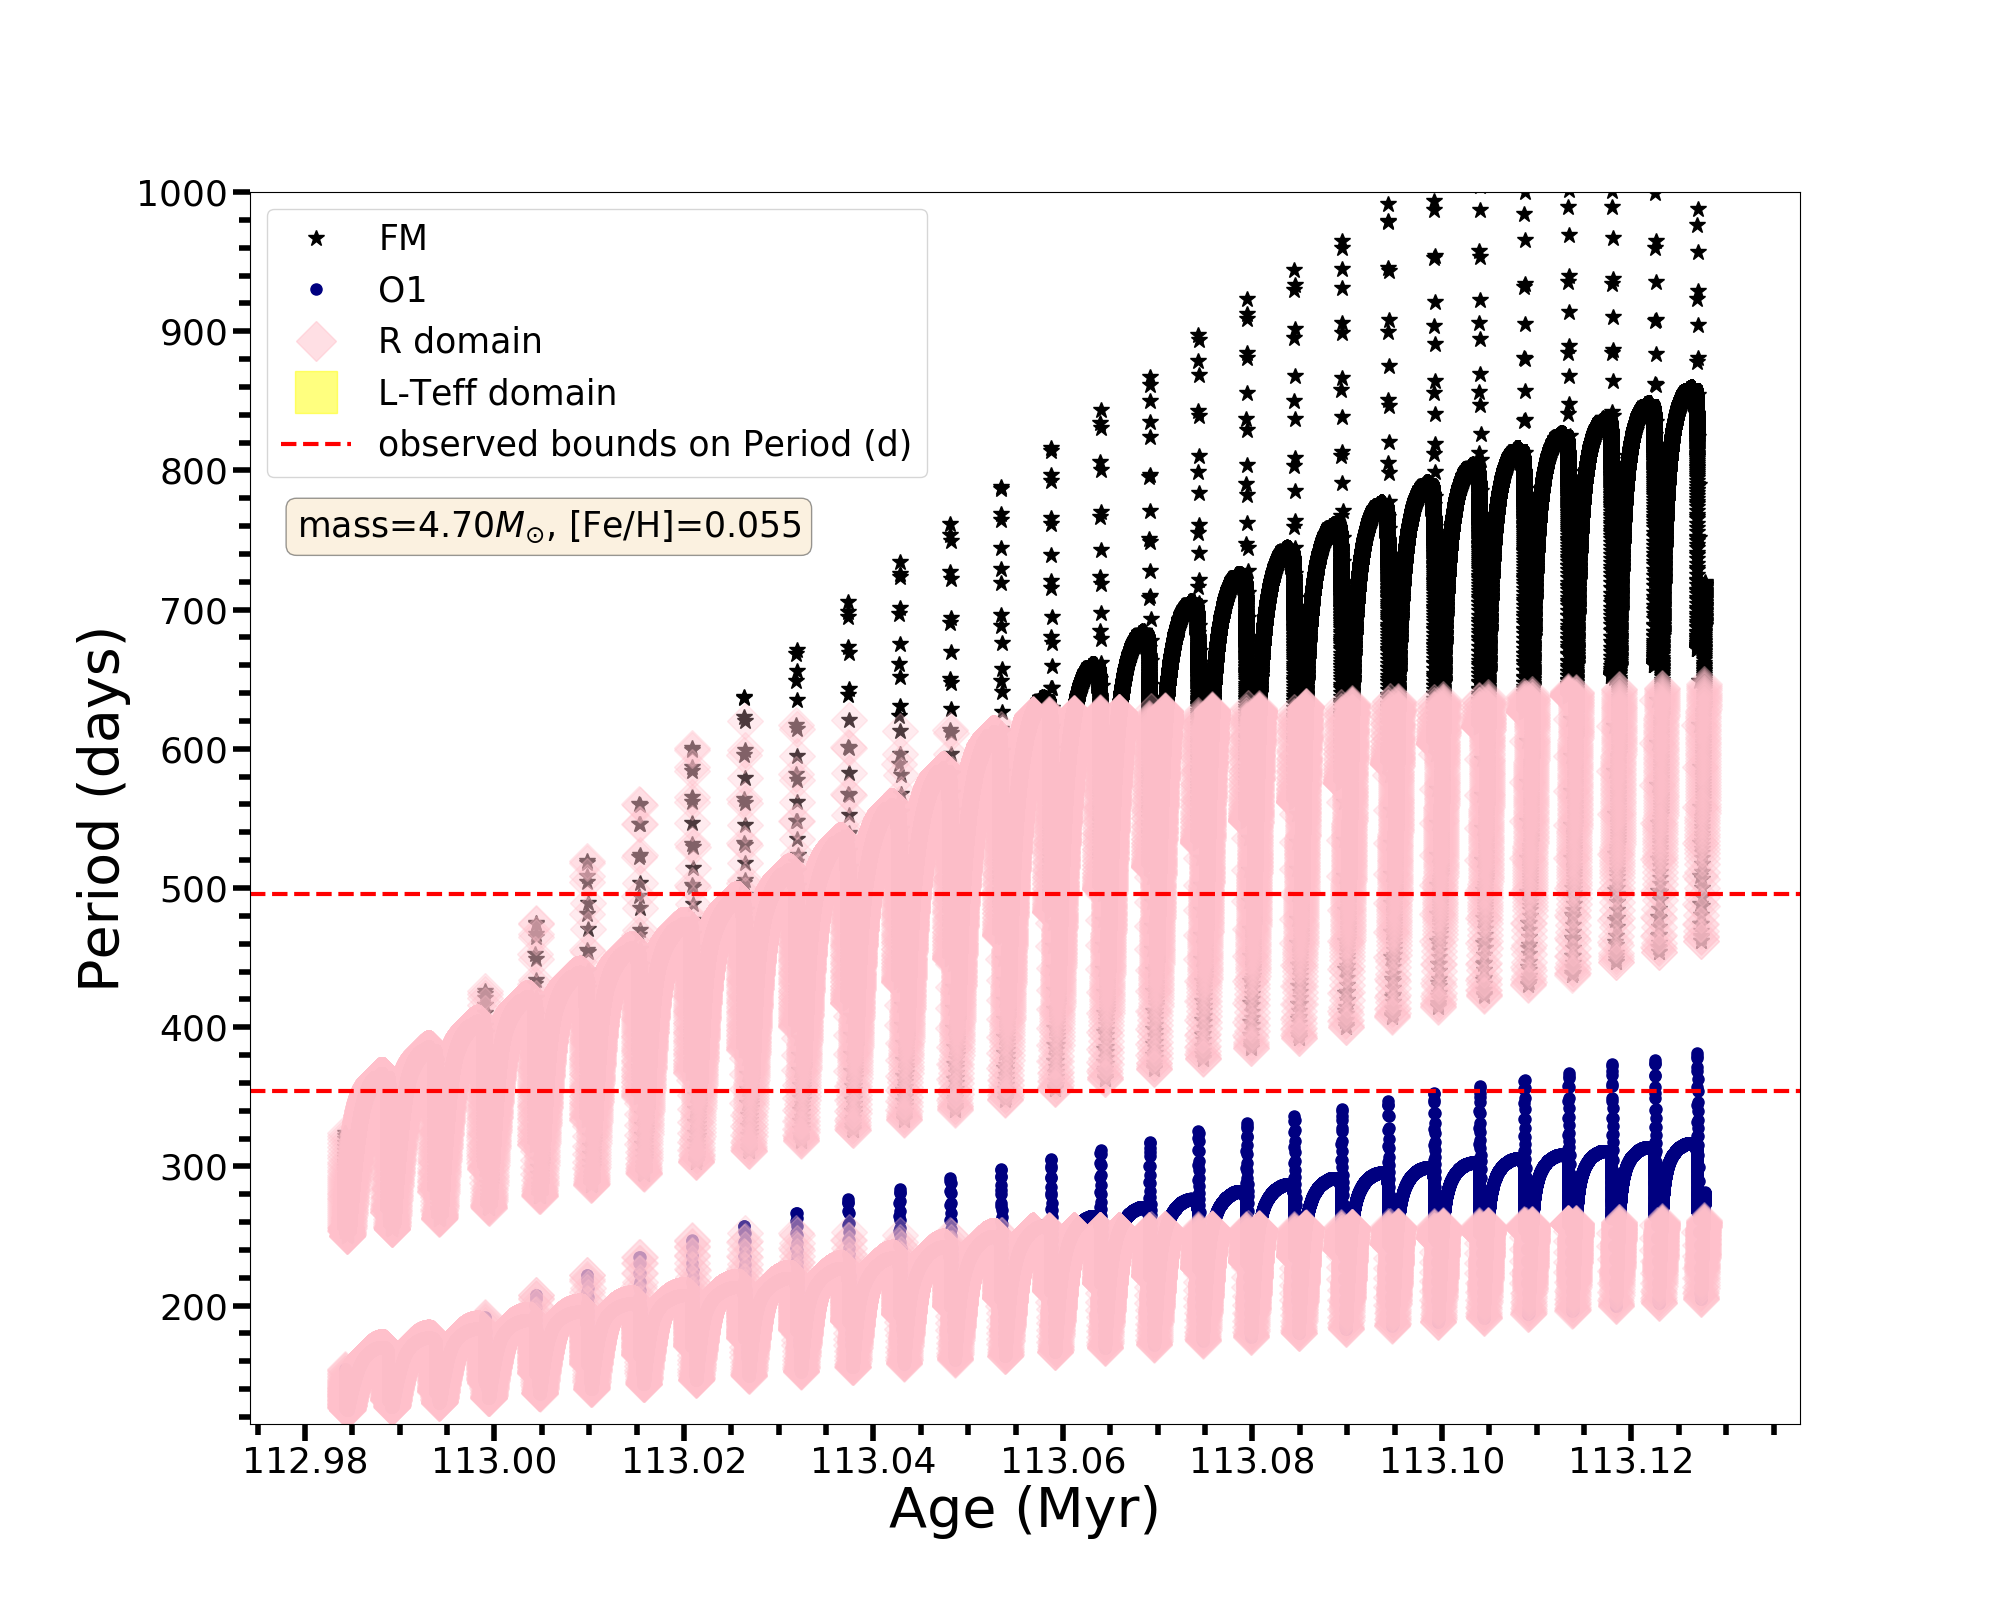 1000
900
800
700
600
500
400
300
200
Period (days)
FM
O1
R domain
L-Teff domain
observed bounds on Period (d)
mass=4.70M☉, [Fe/H]=0.055
112.98 113.00 113.02 113.04 113.06 113.08 113.10 113.12
Age (Myr)